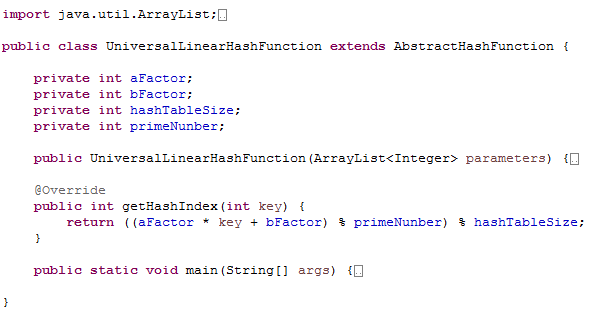 import java.util.ArrayList;
public class UniversalLinearHashFunction extends AbstractHashFunction {
private int aFactor;
private int bFactor;
private int hashTableSize;
private int primeNunber;
public UniversalLinearHashFunction(ArrayList<Integer> parameters) {
@Override
public int getHashIndex(int key) {
return ((aFactor * key + bFactor) % primeNunber) % hashTableSize;
}
public static void main(String[] args) {
}